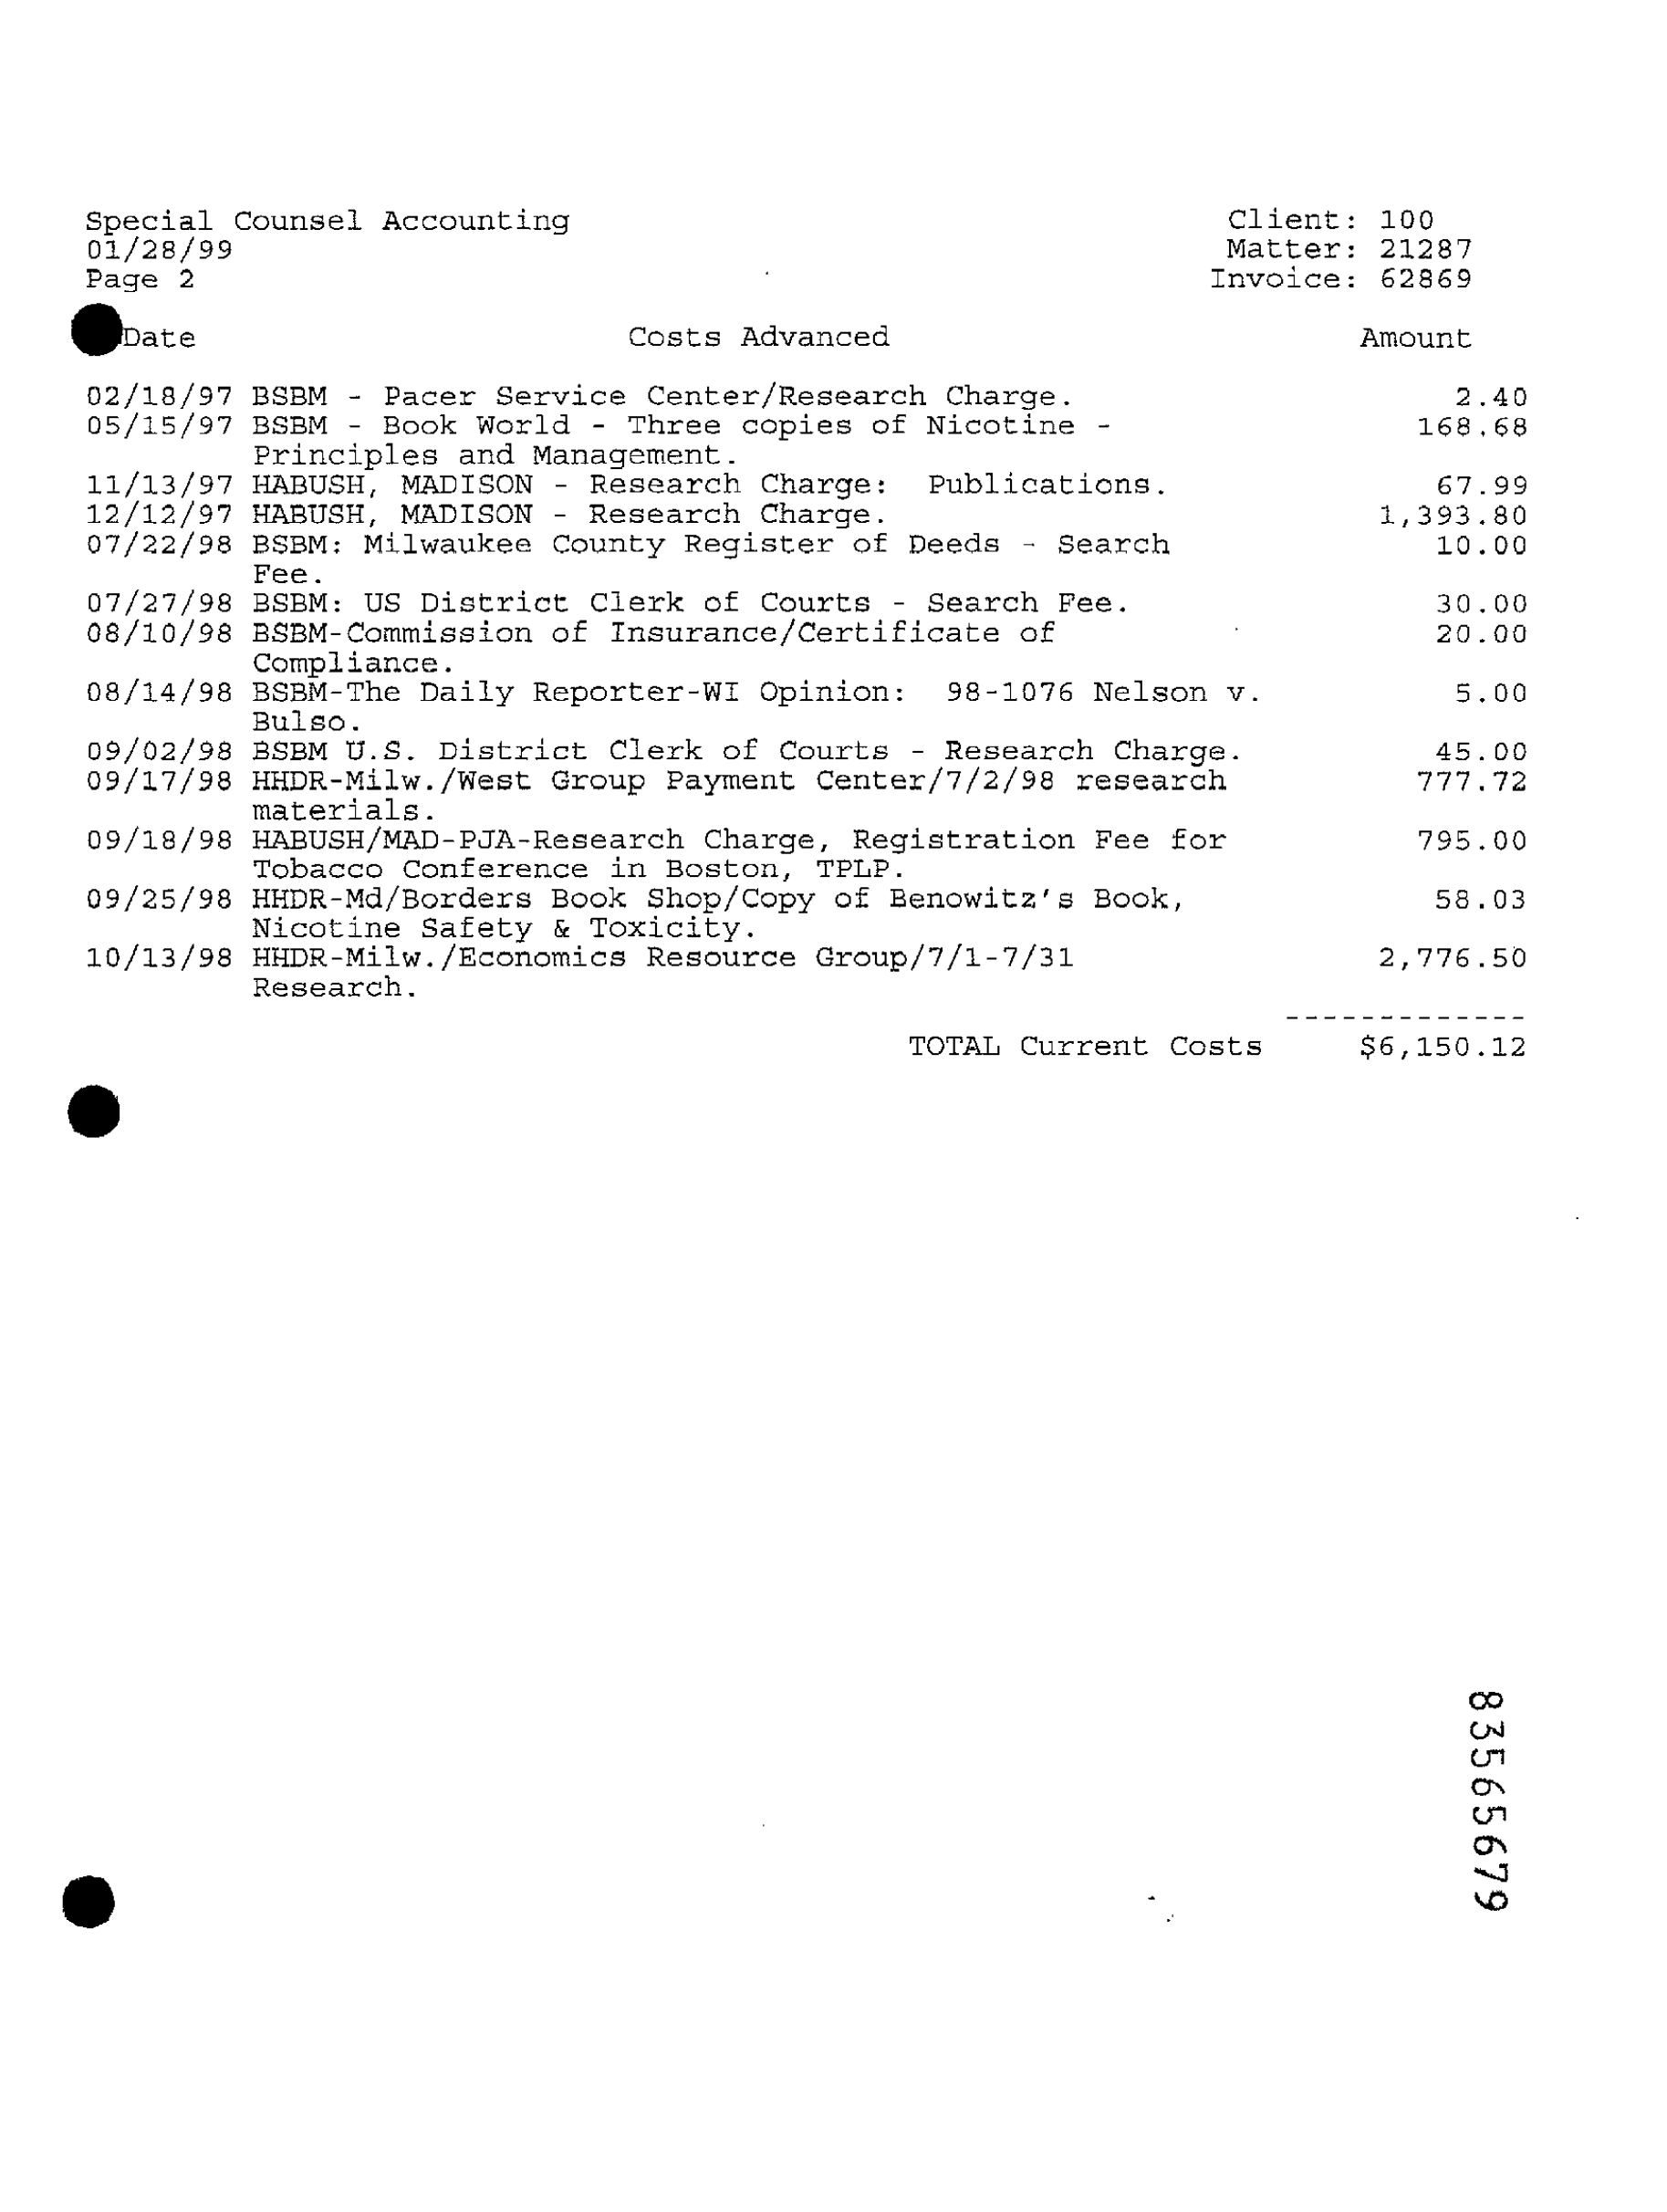 Special Counsel Accounting Client: 100
01/28/99 Matter: 21287
Page 2 Invoice: 62869
Date Costs Advanced Amount
02/18/97 BSBM - Pacer Service Center/Research Charge. 2.40
05/15/97 BSBM - Book World - Three copies of Nicotine - 168.68
Principles and Management.
11/13/97 HABUSH, MADISON - Research Charge: Publications. 67.99
12/12/97 HABUSH, MADISON - Research Charge. 1,393.80
07/22/98 BSBM: Milwaukee County Register of Deeds - Search 10.00
Fee.
07/27/98 BSBM: US District Clerk of Courts - Search Fee. 30.00
08/10/98 BSBM-Commission of Insurance/Certificate of 20.00
Compliance.
08/14/98 BSBM-The Daily Reporter-WI Opinion: 98-1076 Nelson v. 5.00
Bulso.
09/02/98 BSBM U.S. District Clerk of Courts - Research Charge. 45.00
09/17/98 HHDR-Milw./West Group Payment Center/7/2/98 research 777.72
materials.
09/18/98 HABUSH/MAD-PJA-Research Charge, Registration Fee for 795.00
Tobacco Conference in Boston, TPLP.
09/25/98 HHDR-Md/Borders Book Shop/Copy of Benowitz's Book, 58.03
Nicotine Safety & Toxicity.
10/13/98 HHDR-Milw./Economics Resource Group/7/1-7/31 2,776.50
Research.
-------------
TOTAL Current Costs $6,150.12
83565679